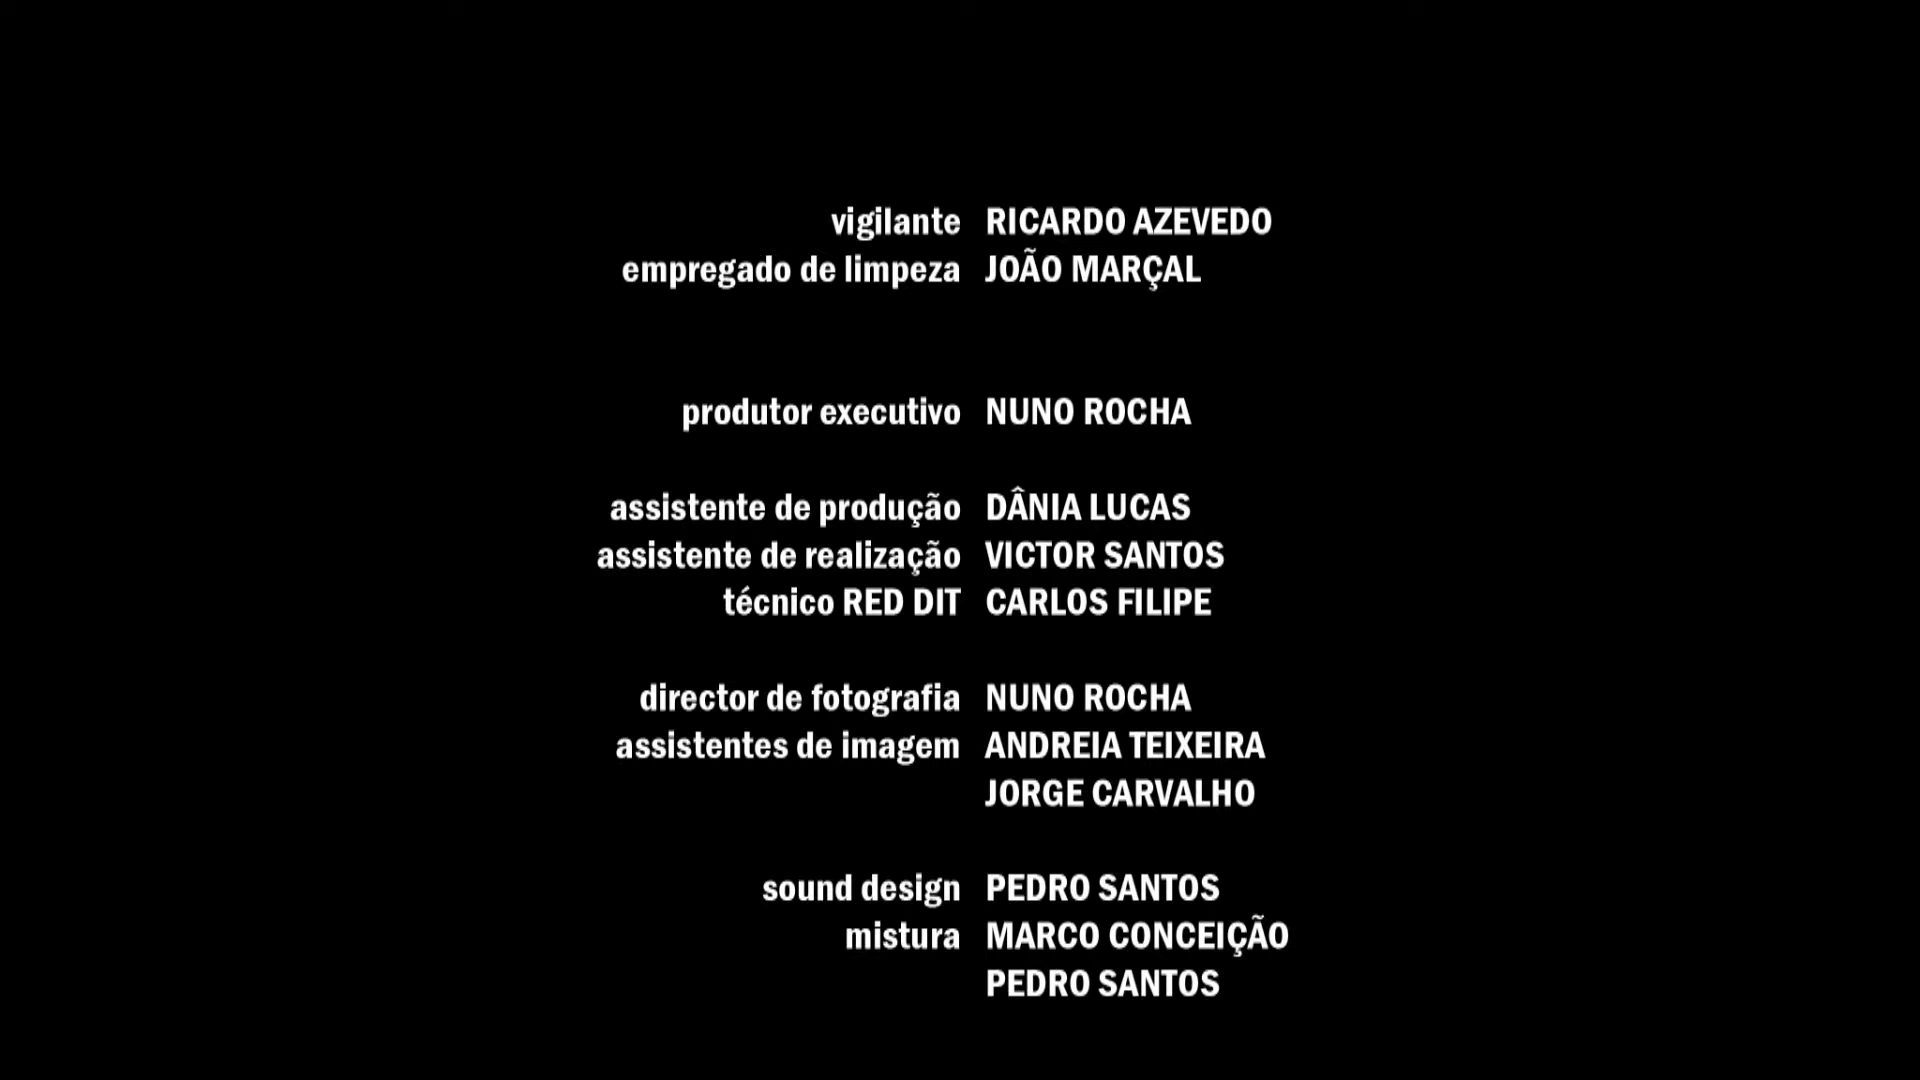 vigilante RICARDO AZEVEDO
empregado de limpeza JOÃO MARÇAL
produtor executivo NUNO ROCHA
assistente de produção DÂNIA LUCAS
assistente de realização VICTOR SANTOS
técnico RED DIT CARLOS FILIPE
director de fotografia NUNO ROCHA
assistentes de imagem ANDREIA TEIXEIRA
JORGE CARVALHO
sound design PEDRO SANTOS
mistura MARCO CONCEIÇÃO
PEDRO SANTOS